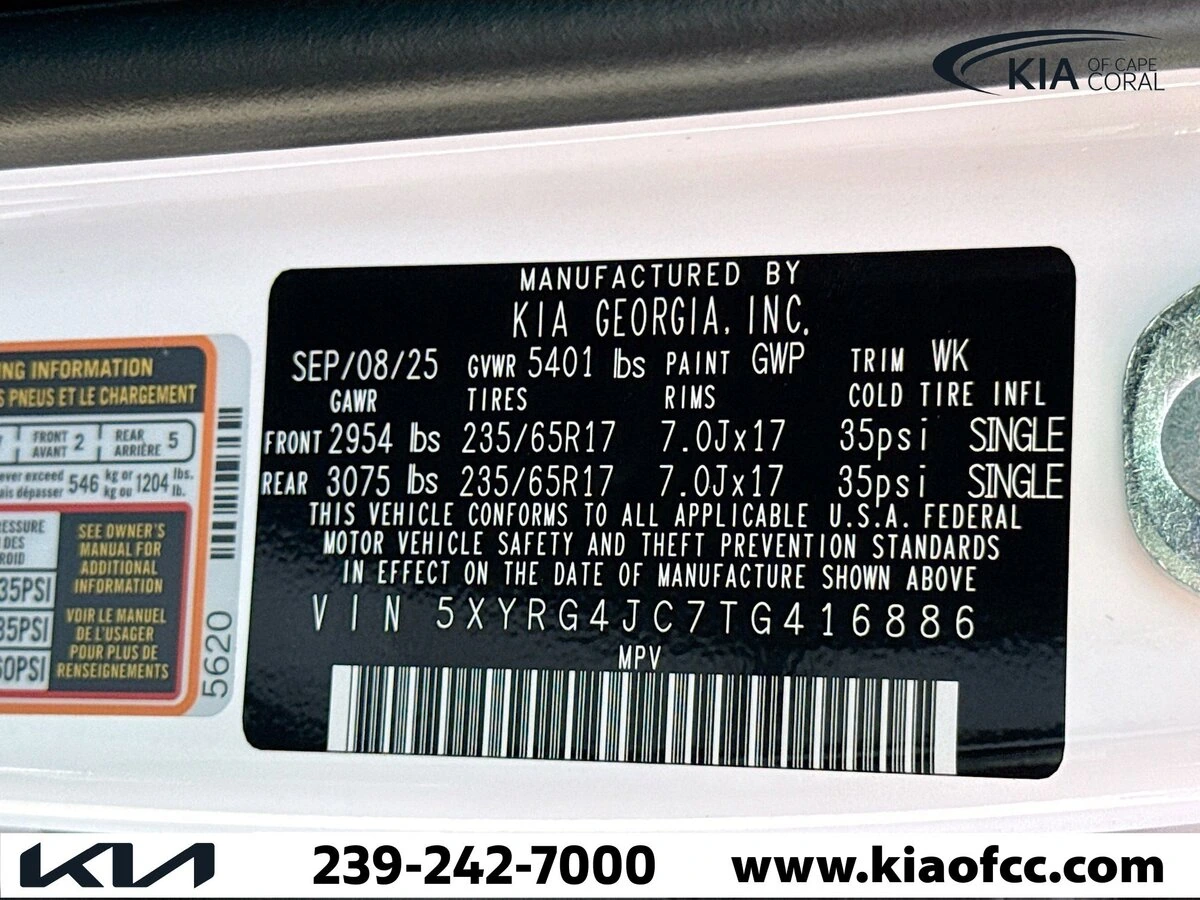 KIA OF CAPE CORAL
MANUFACTURED BY
KIA GEORGIA, INC.
SEP/08/25 GVWR 5401 lbs PAINT GWP TRIM WK
GAWR TIRES RIMS COLD TIRE INFL
FRONT 2954 lbs 235/65R17 7.0Jx17 35psi SINGLE
REAR 3075 lbs 235/65R17 7.0Jx17 35psi SINGLE
THIS VEHICLE CONFORMS TO ALL APPLICABLE U.S.A. FEDERAL
MOTOR VEHICLE SAFETY AND THEFT PREVENTION STANDARDS
IN EFFECT ON THE DATE OF MANUFACTURE SHOWN ABOVE
VIN 5XYRG4JC7TG416886
MPV
INFORMATION
PNEUS ET LE CHARGEMENT
FRONT AVANT 2 REAR ARRIÈRE 5
exceed 546 kg or 1204 lbs.
dépasser kg ou lb.
SEE OWNER'S
MANUAL FOR
ADDITIONAL
INFORMATION
VOIR LE MANUEL
DE L'USAGER
POUR PLUS DE
RENSEIGNEMENTS
35PSI
35PSI
60PSI
5620
KIA 239-242-7000 www.kiaofcc.com